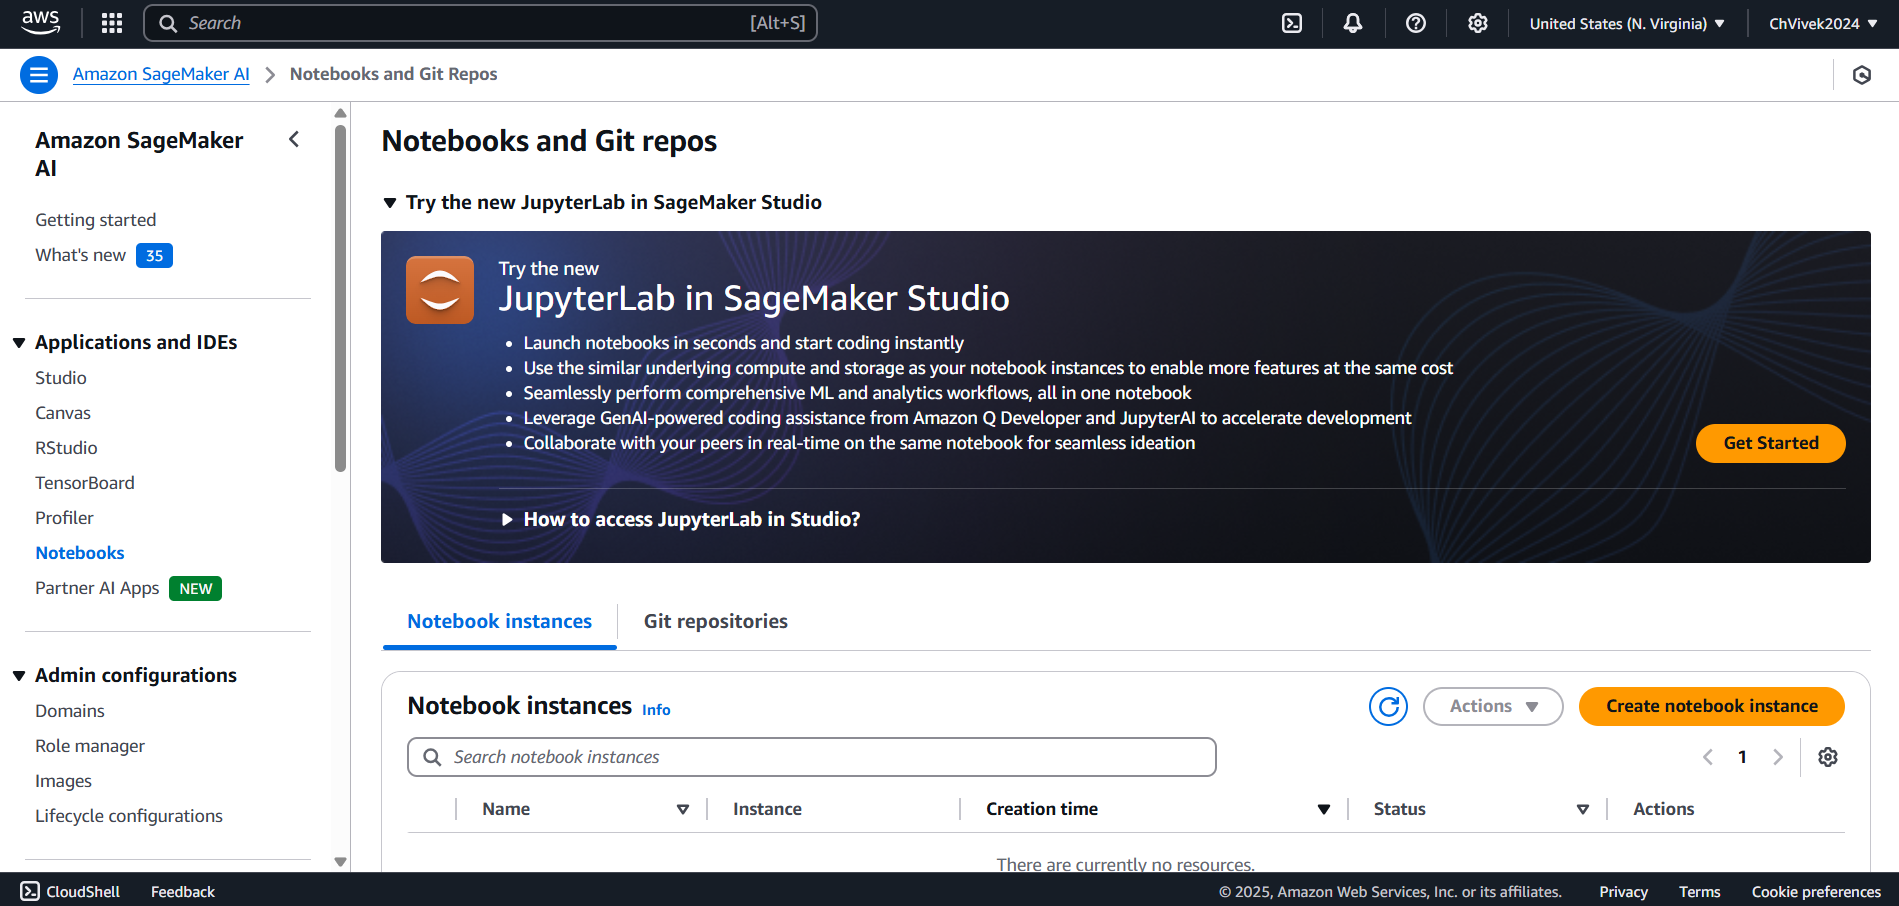 aws
Search [Alt+S]
United States (N. Virginia)
ChVivek2024
Amazon SageMaker AI
Notebooks and Git Repos
Amazon SageMaker
AI
Getting started
What's new 35
Applications and IDEs
Studio
Canvas
RStudio
TensorBoard
Profiler
Notebooks
Partner AI Apps NEW
Admin configurations
Domains
Role manager
Images
Lifecycle configurations
Notebooks and Git repos
Try the new JupyterLab in SageMaker Studio
Try the new
JupyterLab in SageMaker Studio
Launch notebooks in seconds and start coding instantly
Use the similar underlying compute and storage as your notebook instances to enable more features at the same cost
Seamlessly perform comprehensive ML and analytics workflows, all in one notebook
Leverage GenAI-powered coding assistance from Amazon Q Developer and JupyterAI to accelerate development
Collaborate with your peers in real-time on the same notebook for seamless ideation
Get Started
How to access JupyterLab in Studio?
Notebook instances
Git repositories
Notebook instances Info
Actions
Create notebook instance
Search notebook instances
1
Name
Instance
Creation time
Status
Actions
There are currently no resources.
CloudShell
Feedback
© 2025, Amazon Web Services, Inc. or its affiliates.
Privacy
Terms
Cookie preferences